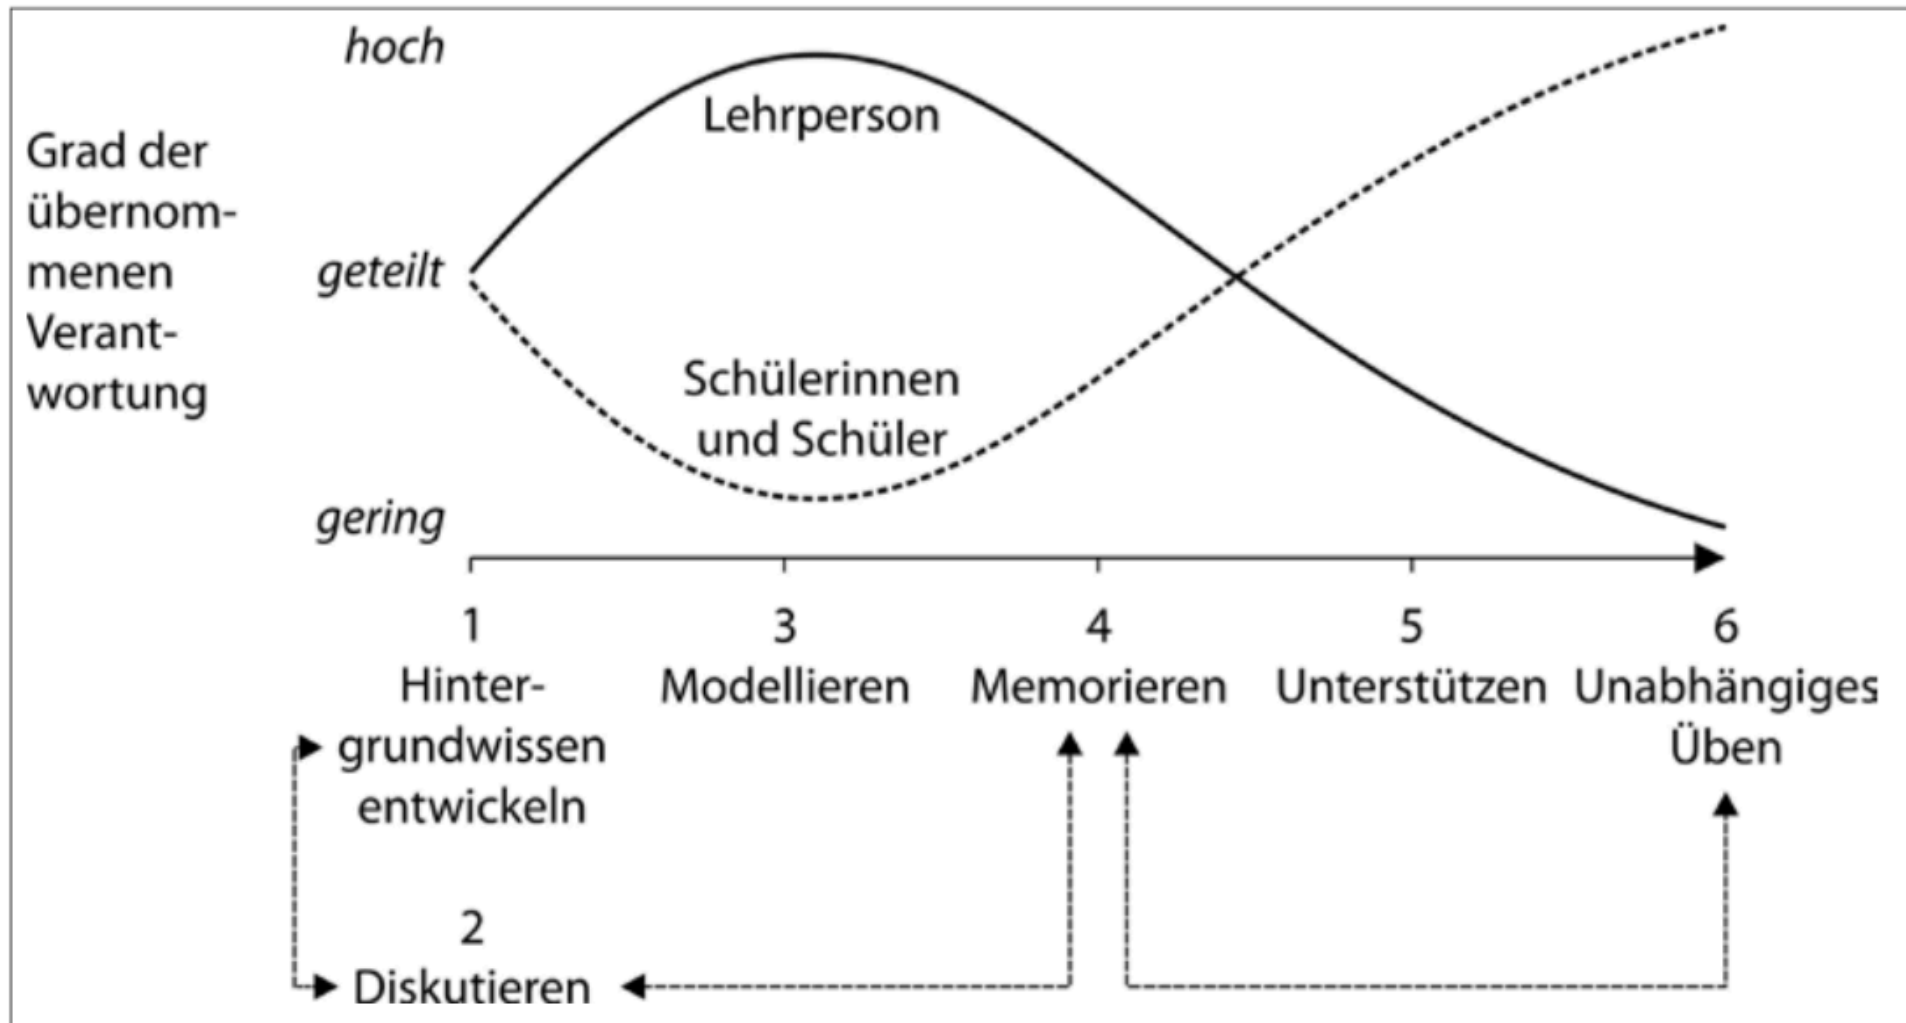 hoch
Lehrperson
Grad der
übernom-
menen
Verant-
wortung
geteilt
Schülerinnen
und Schüler
gering
1
3
4
5
6
Hinter-
grundwissen
entwickeln
Modellieren
Memorieren
Unterstützen
Unabhängiges
Üben
2
Diskutieren